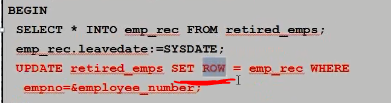 BEGIN
SELECT * INTO emp_rec FROM retired_emps;
emp_rec.leavedate:=SYSDATE;
UPDATE retired_emps SET ROW = emp_rec WHERE
empno=&employee_number;